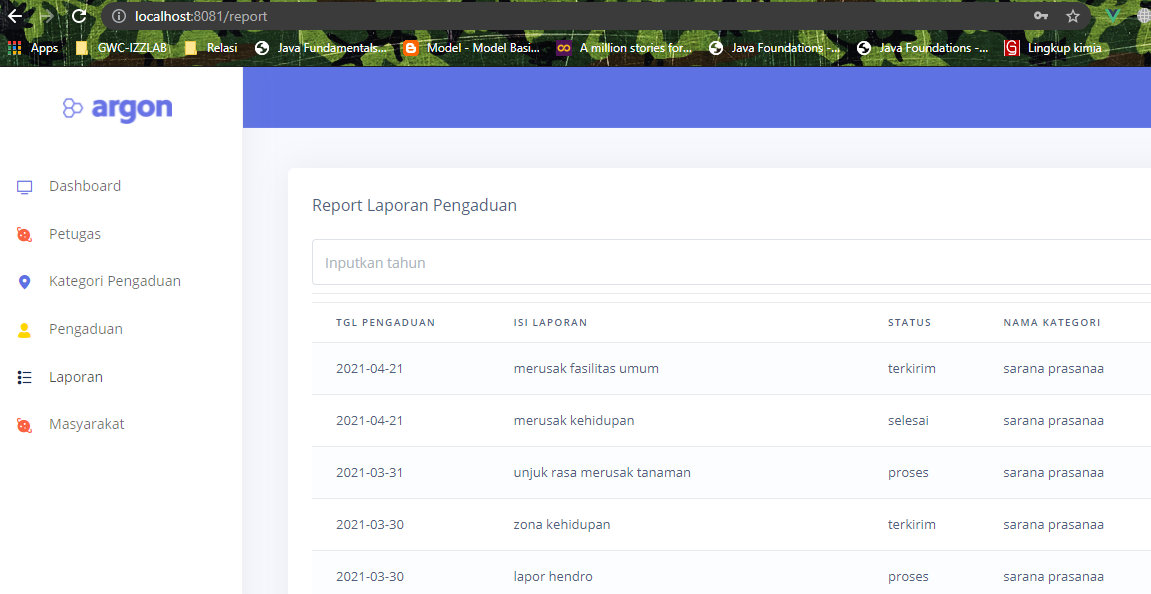 localhost:8081/report
Apps GWC-IZZLAB Relasi Java Fundamentals... Model - Model Basi... A million stories for... Java Foundations -... Java Foundations -... Lingkup kimia
argon
Dashboard
Petugas
Kategori Pengaduan
Pengaduan
Laporan
Masyarakat
Report Laporan Pengaduan
Inputkan tahun
TGL PENGADUAN ISI LAPORAN STATUS NAMA KATEGORI
2021-04-21 merusak fasilitas umum terkirim sarana prasanaa
2021-04-21 merusak kehidupan selesai sarana prasanaa
2021-03-31 unjuk rasa merusak tanaman proses sarana prasanaa
2021-03-30 zona kehidupan terkirim sarana prasanaa
2021-03-30 lapor hendro proses sarana prasanaa